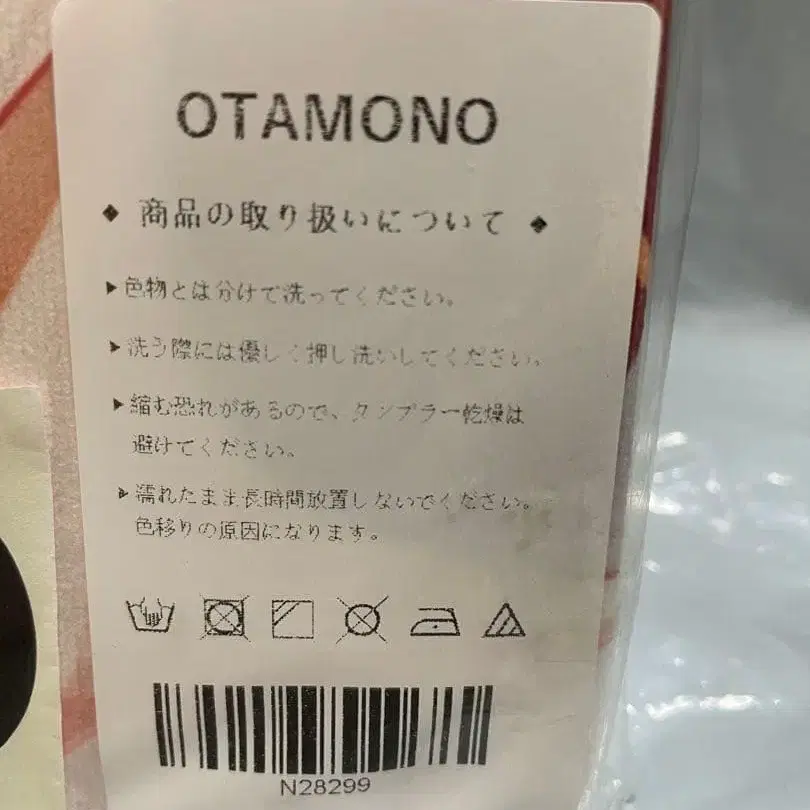 OTAMONO
◆ 商品の取り扱いについて ◆
▶色物とは分けて洗ってください。
▶洗う際には優しく押し洗いしてください。
▶縮む恐れがあるので、タンブラー乾燥は
避けてください。
▶濡れたまま長時間放置しないでください。
色移りの原因になります。
N28299